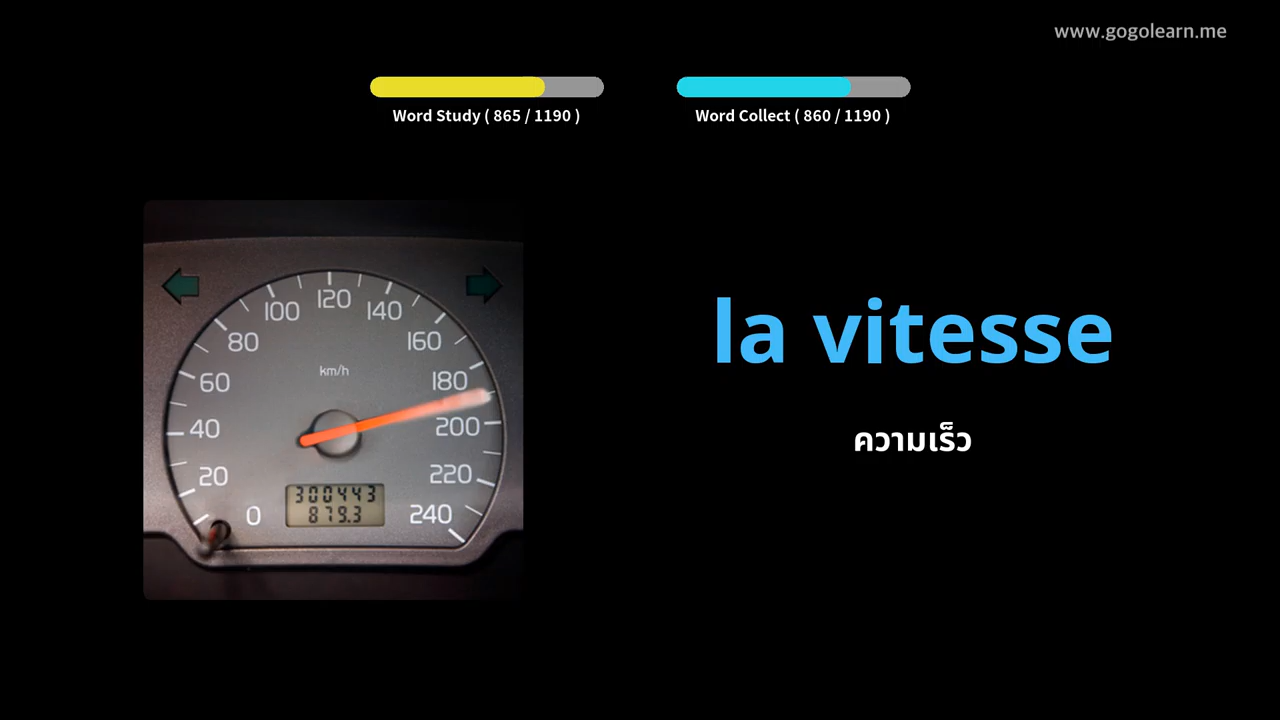 www.gogolearn.me
Word Study ( 865 / 1190 )
Word Collect ( 860 / 1190 )
la vitesse
ความเร็ว
120
100
140
80
160
km/h
60
180
40
200
20
220
300443
0
240
879.3